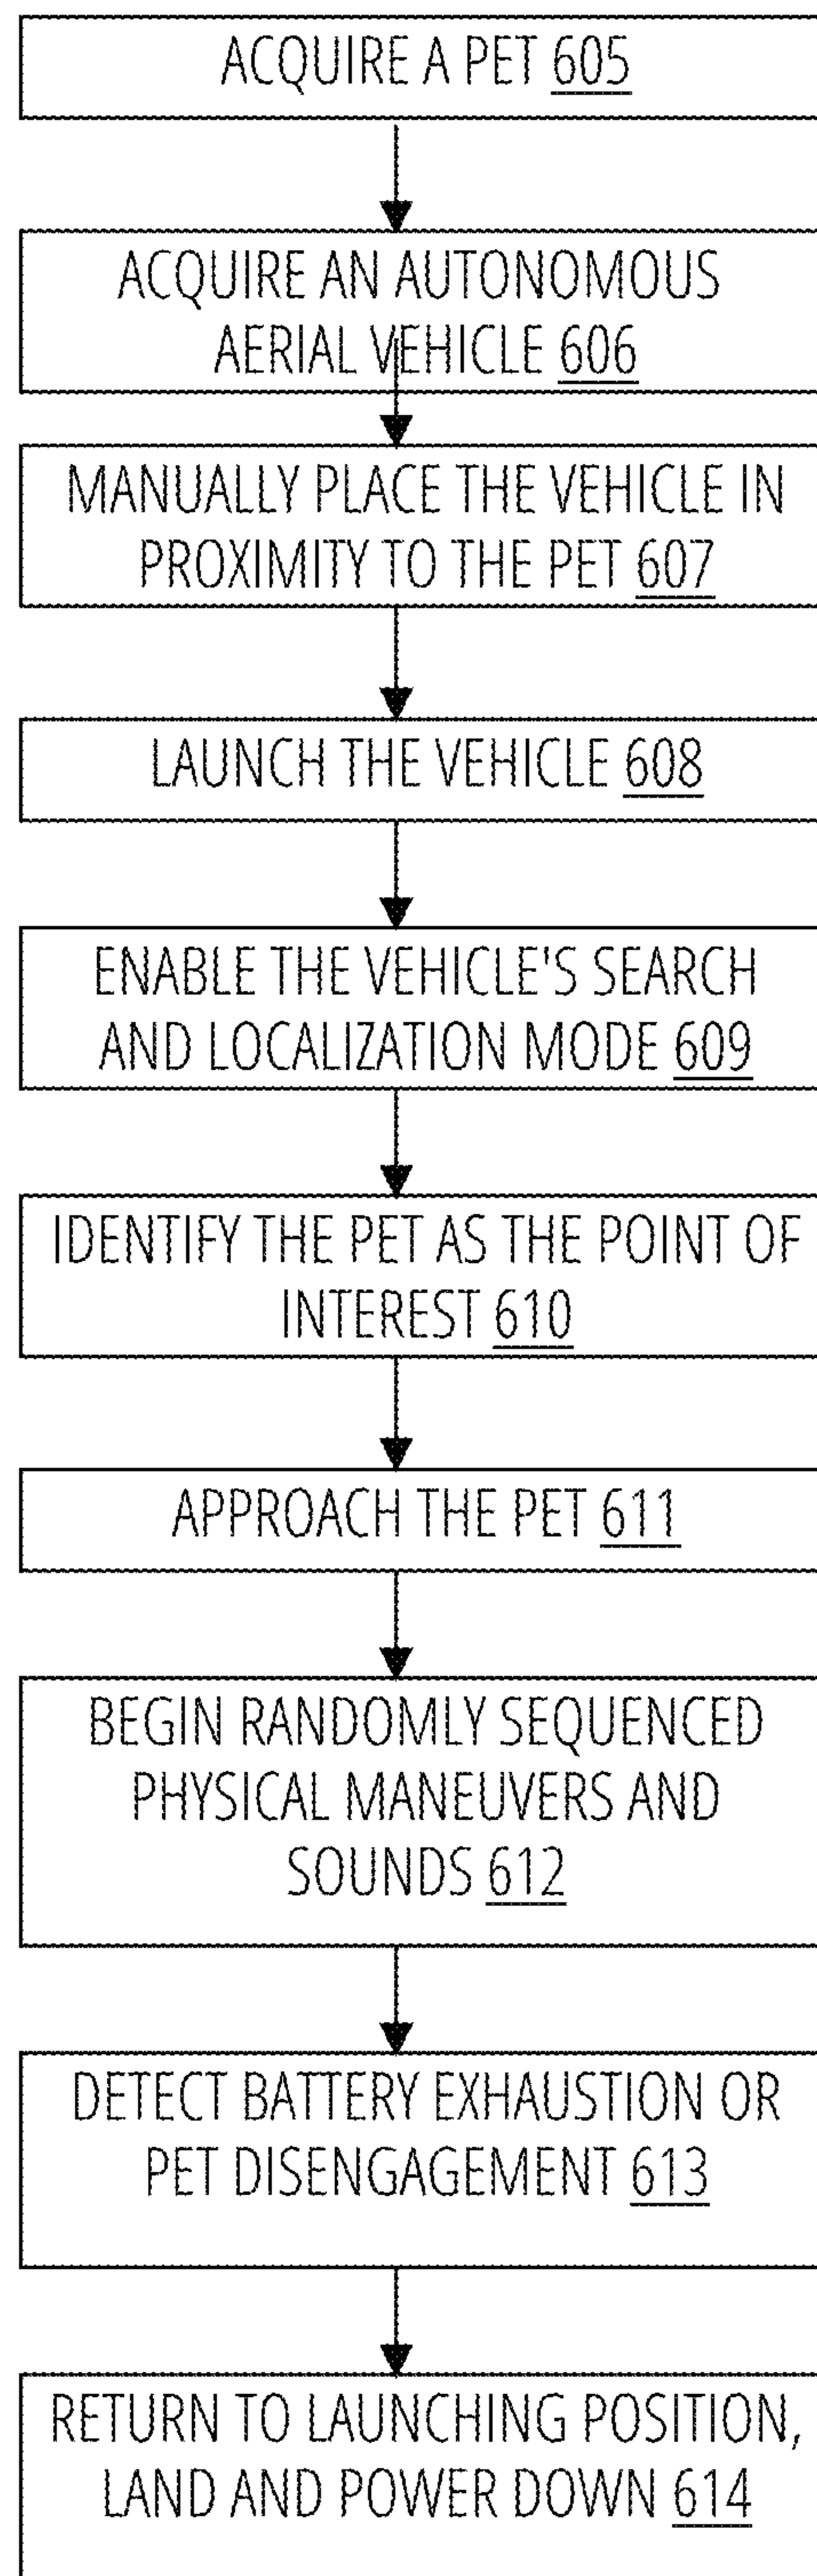 ACQUIRE A PET 605
ACQUIRE AN AUTONOMOUS
AERIAL VEHICLE 606
MANUALLY PLACE THE VEHICLE IN
PROXIMITY TO THE PET 607
LAUNCH THE VEHICLE 608
ENABLE THE VEHICLE'S SEARCH
AND LOCALIZATION MODE 609
IDENTIFY THE PET AS THE POINT OF
INTEREST 610
APPROACH THE PET 611
BEGIN RANDOMLY SEQUENCED
PHYSICAL MANEUVERS AND
SOUNDS 612
DETECT BATTERY EXHAUSTION OR
PET DISENGAGEMENT 613
RETURN TO LAUNCHING POSITION,
LAND AND POWER DOWN 614